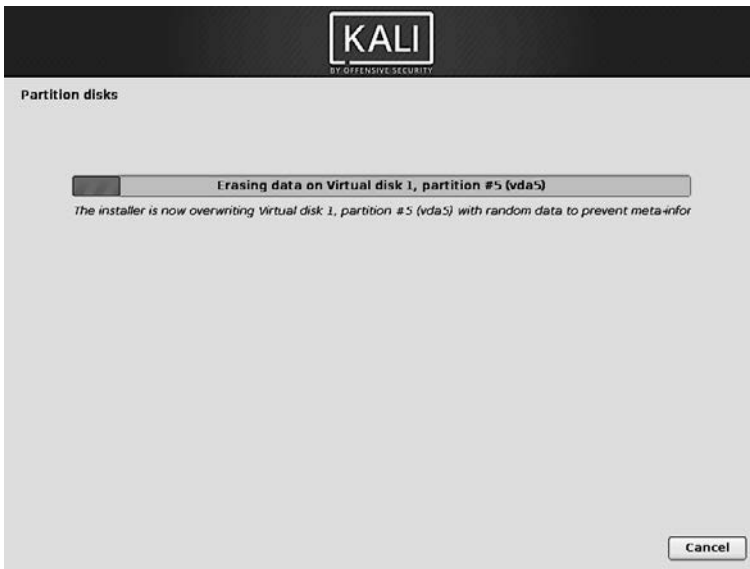 KALI
BY OFFENSIVE SECURITY
Partition disks
Erasing data on Virtual disk 1, partition #5 (vda5)
The installer is now overwriting Virtual disk 1, partition #5 (vda5) with random data to prevent meta-infor
Cancel